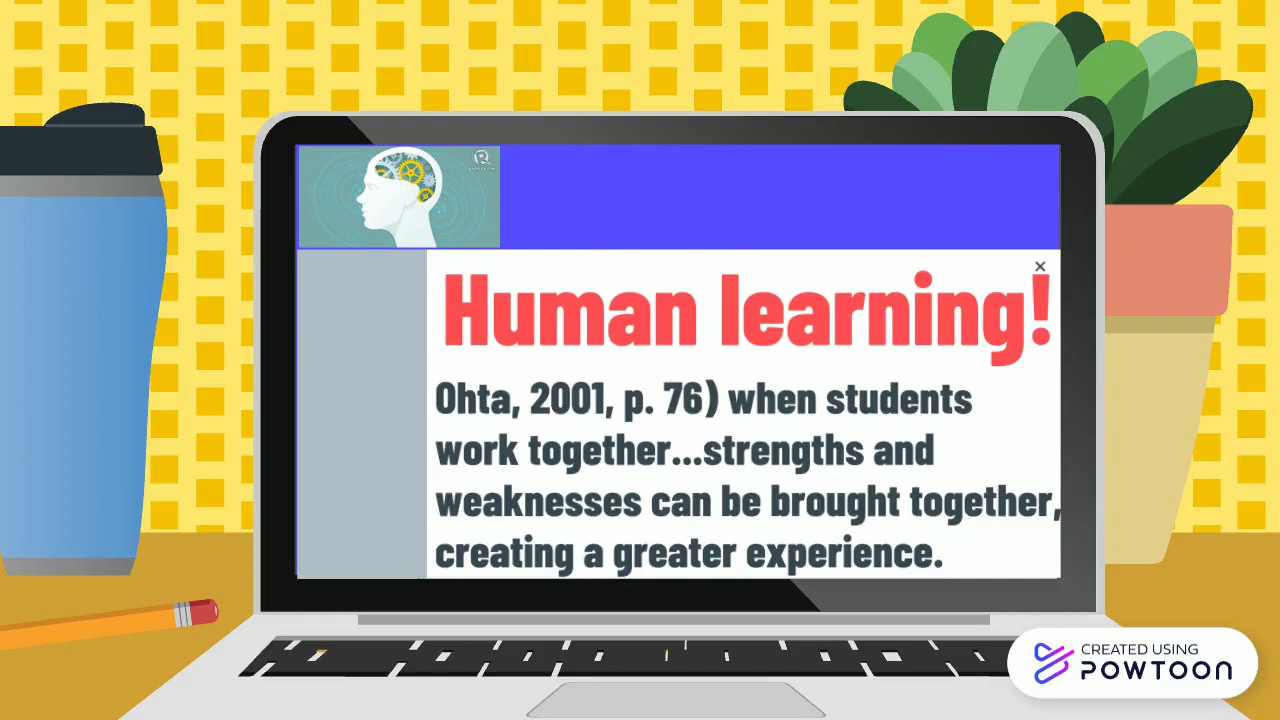 Human learning!
Ohta, 2001, p. 76) when students
work together...strengths and
weaknesses can be brought together,
creating a greater experience.
CREATED USING
POWTOON